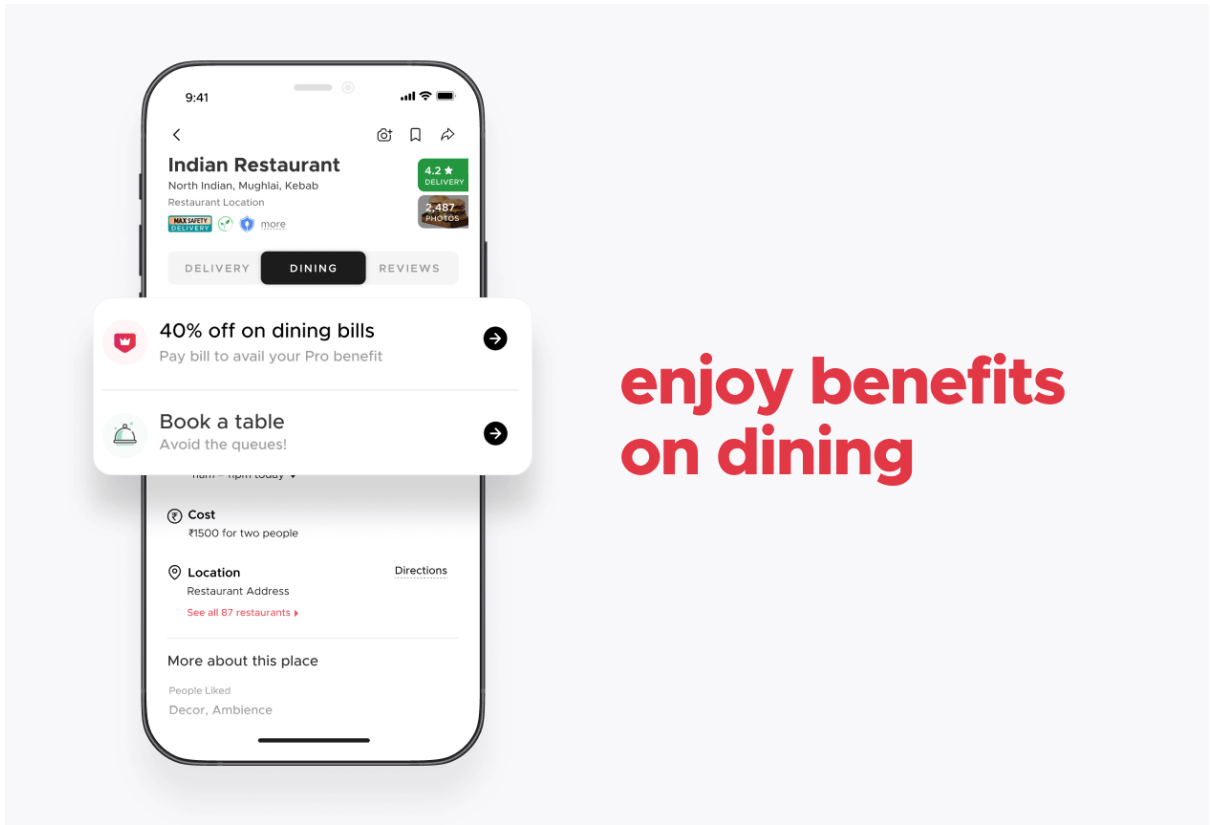 9:41
Indian Restaurant
North Indian, Mughlai, Kebab
Restaurant Location
MAX SAFETY
DELIVERY
more
4.2 ★
DELIVERY
2,487
PHOTOS
DELIVERY DINING REVIEWS
40% off on dining bills
Pay bill to avail your Pro benefit
Book a table
Avoid the queues!
11am – 11pm today
Cost
₹1500 for two people
Location
Directions
Restaurant Address
See all 87 restaurants
More about this place
People Liked
Decor, Ambience
enjoy benefits
on dining